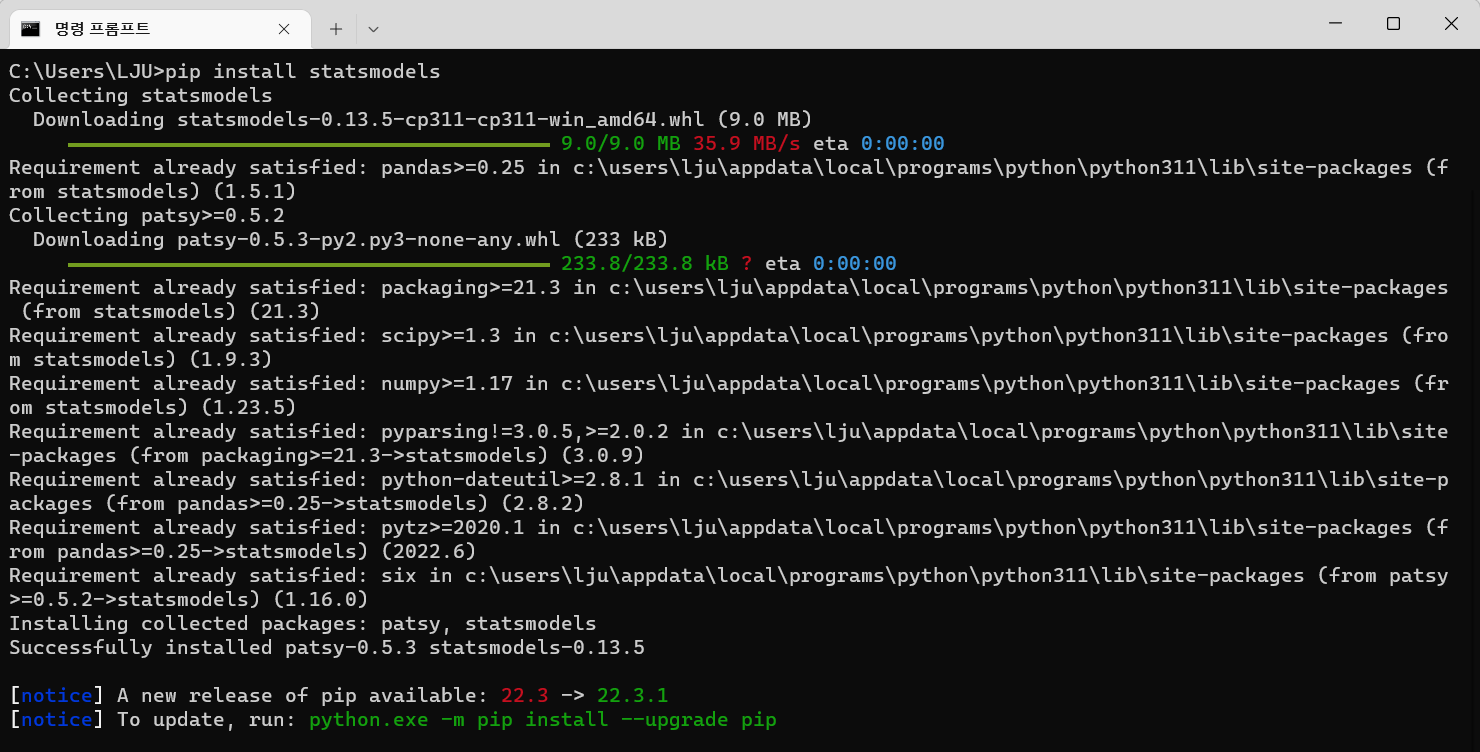 명령 프롬프트
C:\Users\LJU>pip install statsmodels
Collecting statsmodels
  Downloading statsmodels-0.13.5-cp311-cp311-win_amd64.whl (9.0 MB)
9.0/9.0 MB 35.9 MB/s eta 0:00:00
Requirement already satisfied: pandas>=0.25 in c:\users\lju\appdata\local\programs\python\python311\lib\site-packages (f
rom statsmodels) (1.5.1)
Collecting patsy>=0.5.2
  Downloading patsy-0.5.3-py2.py3-none-any.whl (233 kB)
233.8/233.8 kB ? eta 0:00:00
Requirement already satisfied: packaging>=21.3 in c:\users\lju\appdata\local\programs\python\python311\lib\site-packages
 (from statsmodels) (21.3)
Requirement already satisfied: scipy>=1.3 in c:\users\lju\appdata\local\programs\python\python311\lib\site-packages (fro
m statsmodels) (1.9.3)
Requirement already satisfied: numpy>=1.17 in c:\users\lju\appdata\local\programs\python\python311\lib\site-packages (fr
om statsmodels) (1.23.5)
Requirement already satisfied: pyparsing!=3.0.5,>=2.0.2 in c:\users\lju\appdata\local\programs\python\python311\lib\site
-packages (from packaging>=21.3->statsmodels) (3.0.9)
Requirement already satisfied: python-dateutil>=2.8.1 in c:\users\lju\appdata\local\programs\python\python311\lib\site-p
ackages (from pandas>=0.25->statsmodels) (2.8.2)
Requirement already satisfied: pytz>=2020.1 in c:\users\lju\appdata\local\programs\python\python311\lib\site-packages (f
rom pandas>=0.25->statsmodels) (2022.6)
Requirement already satisfied: six in c:\users\lju\appdata\local\programs\python\python311\lib\site-packages (from patsy
>=0.5.2->statsmodels) (1.16.0)
Installing collected packages: patsy, statsmodels
Successfully installed patsy-0.5.3 statsmodels-0.13.5
[notice] A new release of pip available: 22.3 -> 22.3.1
[notice] To update, run: python.exe -m pip install --upgrade pip